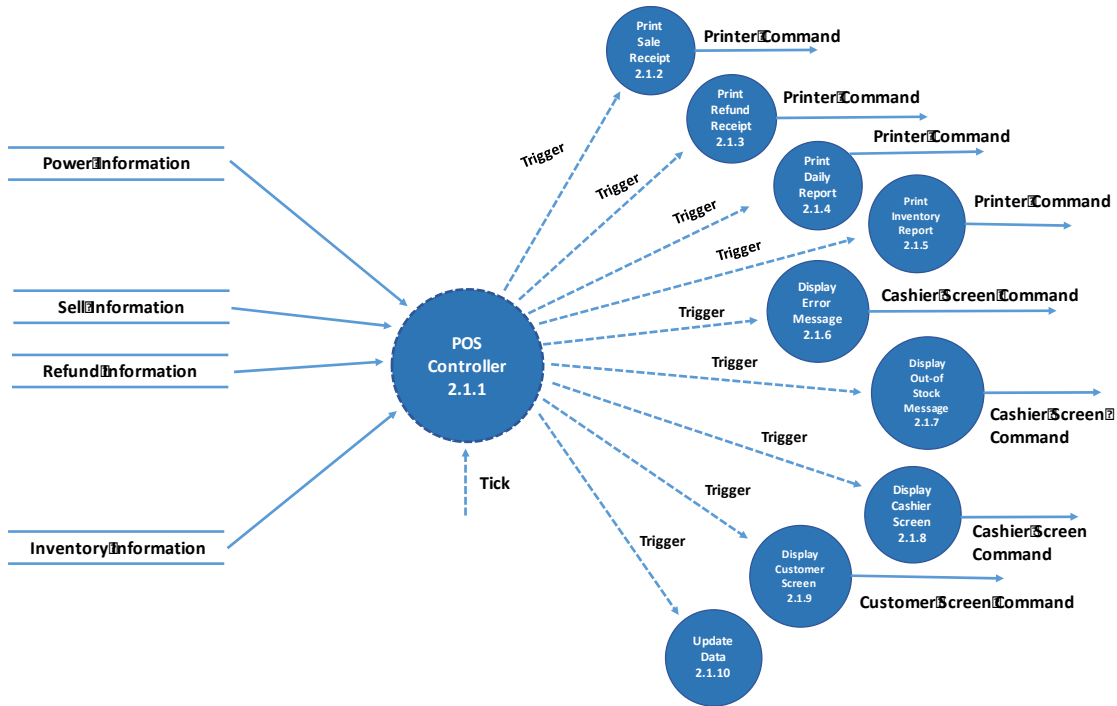 Print
Sale
Receipt
2.1.2
Printer Command
Print
Refund
Receipt
2.1.3
Printer Command
Print
Daily
Report
2.1.4
Printer Command
Print
Inventory
Report
2.1.5
Printer Command
Display
Error
Message
2.1.6
Cashier Screen Command
Display
Out-of
Stock
Message
2.1.7
Cashier Screen
Command
Display
Cashier
Screen
2.1.8
Cashier Screen
Command
Display
Customer
Screen
2.1.9
Customer Screen Command
Update
Data
2.1.10
Trigger
Trigger
Trigger
Trigger
Trigger
Trigger
Trigger
Trigger
Trigger
Power Information
Sell Information
Refund Information
Inventory Information
POS
Controller
2.1.1
Tick